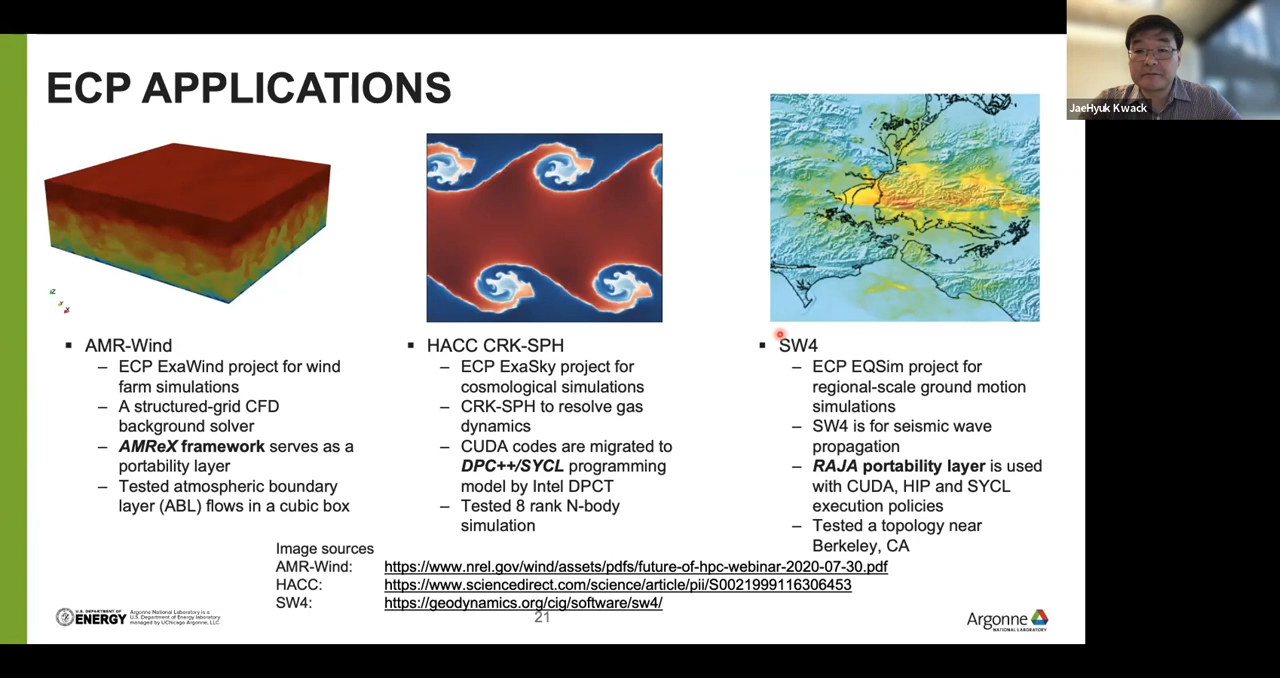 ECP APPLICATIONS
JaeHyuk Kwack
▪ AMR-Wind
– ECP ExaWind project for wind
farm simulations
– A structured-grid CFD
background solver
– AMReX framework serves as a
portability layer
– Tested atmospheric boundary
layer (ABL) flows in a cubic box
▪ HACC CRK-SPH
– ECP ExaSky project for
cosmological simulations
– CRK-SPH to resolve gas
dynamics
– CUDA codes are migrated to
DPC++/SYCL programming
model by Intel DPCT
– Tested 8 rank N-body
simulation
▪ SW4
– ECP EQSim project for
regional-scale ground motion
simulations
– SW4 is for seismic wave
propagation
– RAJA portability layer is used
with CUDA, HIP and SYCL
execution policies
– Tested a topology near
Berkeley, CA
Image sources
AMR-Wind: https://www.nrel.gov/wind/assets/pdfs/future-of-hpc-webinar-2020-07-30.pdf
HACC: https://www.sciencedirect.com/science/article/pii/S0021999116306453
SW4: https://geodynamics.org/cig/software/sw4/
U.S. DEPARTMENT OF
ENERGY
Argonne National Laboratory is a
U.S. Department of Energy laboratory
managed by UChicago Argonne, LLC.
21
Argonne
NATIONAL LABORATORY